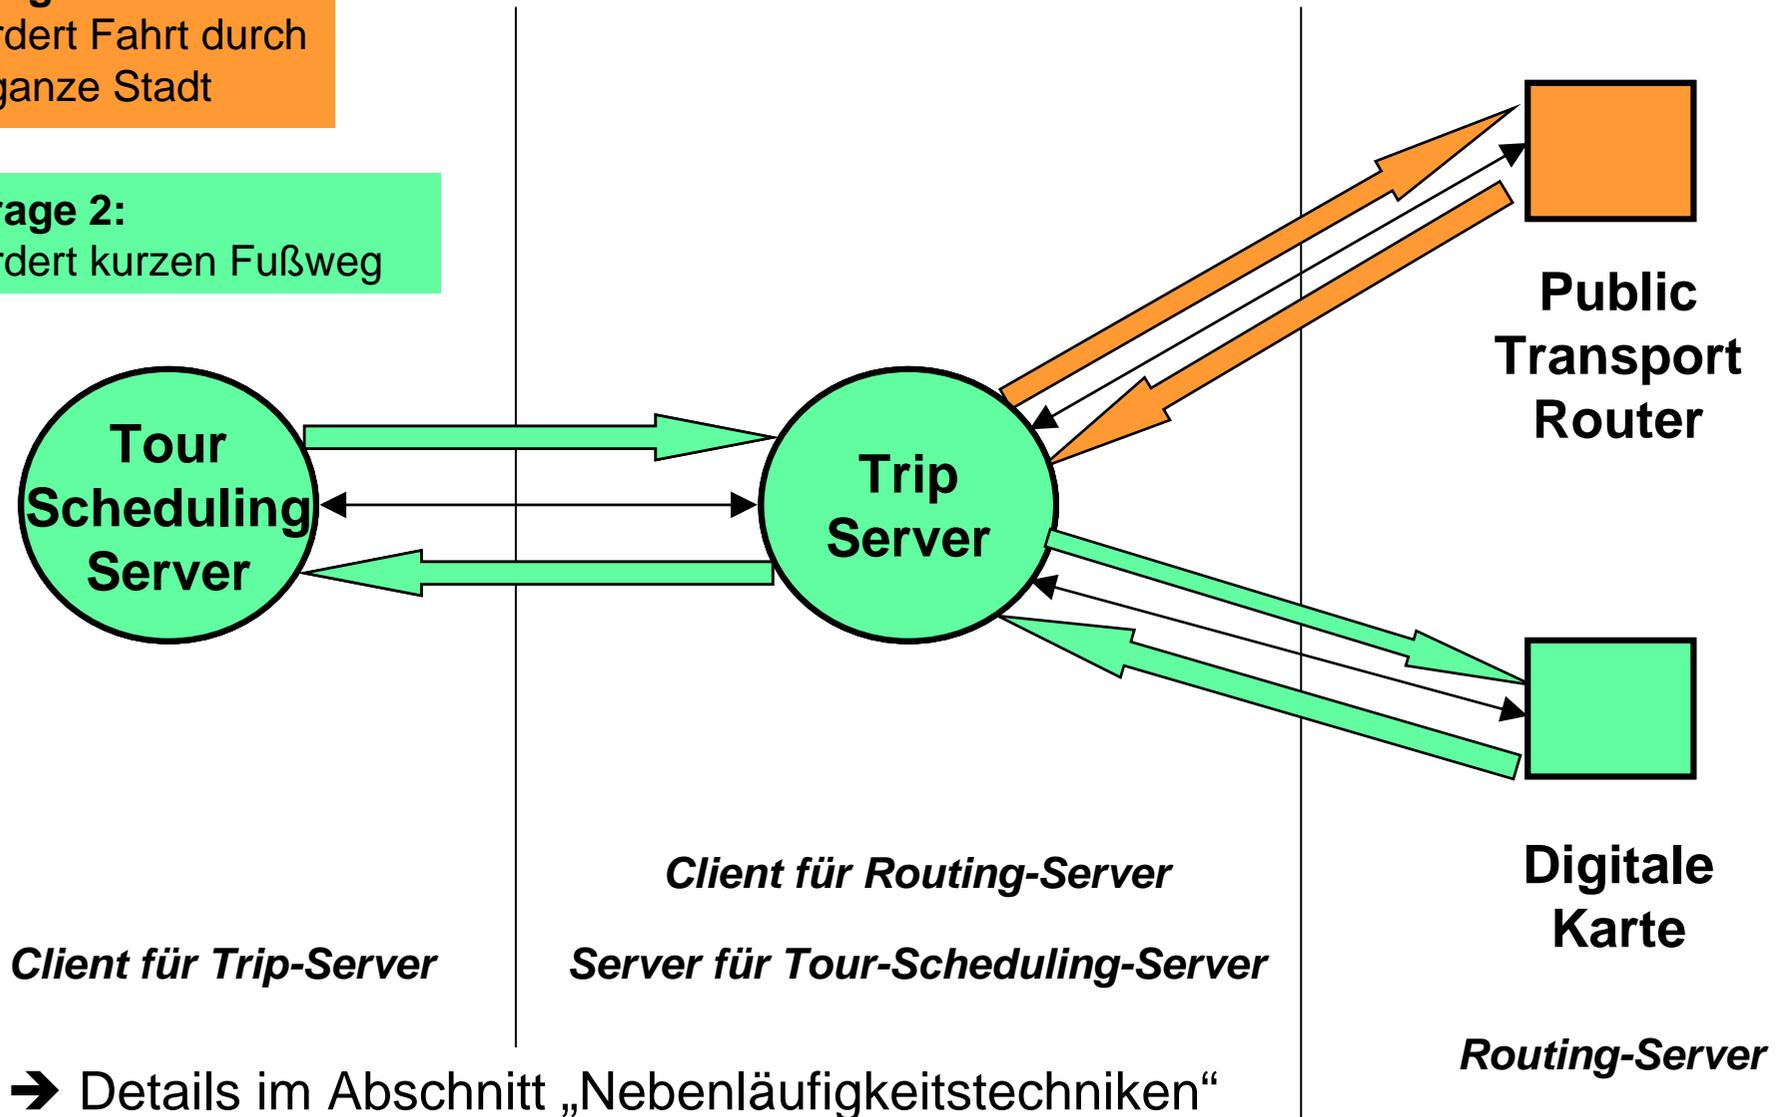 rdert Fahrt durch
ganze Stadt
rage 2:
rdert kurzen Fußweg
Public
Transport
Router
Tour
Scheduling
Server
Trip
Server
Digitale
Karte
Client für Routing-Server
Client für Trip-Server
Server für Tour-Scheduling-Server
Routing-Server
➔ Details im Abschnitt „Nebenläufigkeitstechniken“